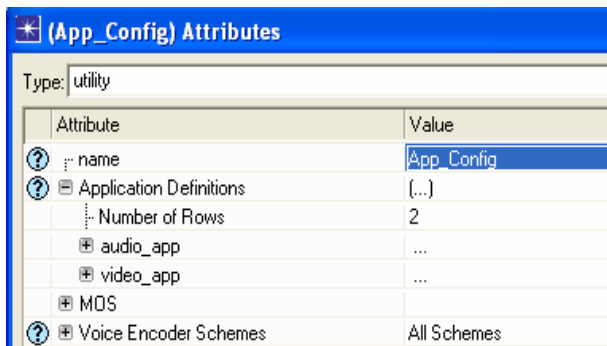 (App_Config) Attributes
Type: utility
Attribute Value
? name App_Config
? Application Definitions (...)
Number of Rows 2
audio_app ...
video_app ...
MOS
? Voice Encoder Schemes All Schemes